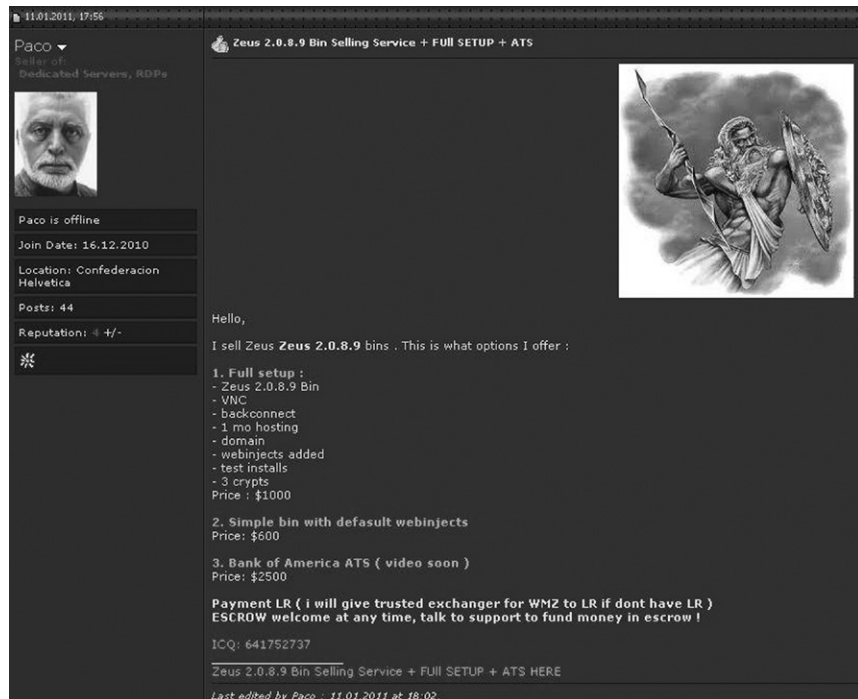 11.01.2011, 17:56
Paco
Seller of:
Dedicated Servers, RDPs
Paco is offline
Join Date: 16.12.2010
Location: Confederacion
Helvetica
Posts: 44
Reputation: 4 +/-
Zeus 2.0.8.9 Bin Selling Service + FUll SETUP + ATS
Hello,
I sell Zeus Zeus 2.0.8.9 bins . This is what options I offer :
1. Full setup :
- Zeus 2.0.8.9 Bin
- VNC
- backconnect
- 1 mo hosting
- domain
- webinjects added
- test installs
- 3 crypts
Price : $1000
2. Simple bin with defasult webinjects
Price: $600
3. Bank of America ATS ( video soon )
Price: $2500
Payment LR ( i will give trusted exchanger for WMZ to LR if dont have LR )
ESCROW welcome at any time, talk to support to fund money in escrow !
ICQ: 641752737
Zeus 2.0.8.9 Bin Selling Service + FUll SETUP + ATS HERE
Last edited by Paco : 11.01.2011 at 18:02.